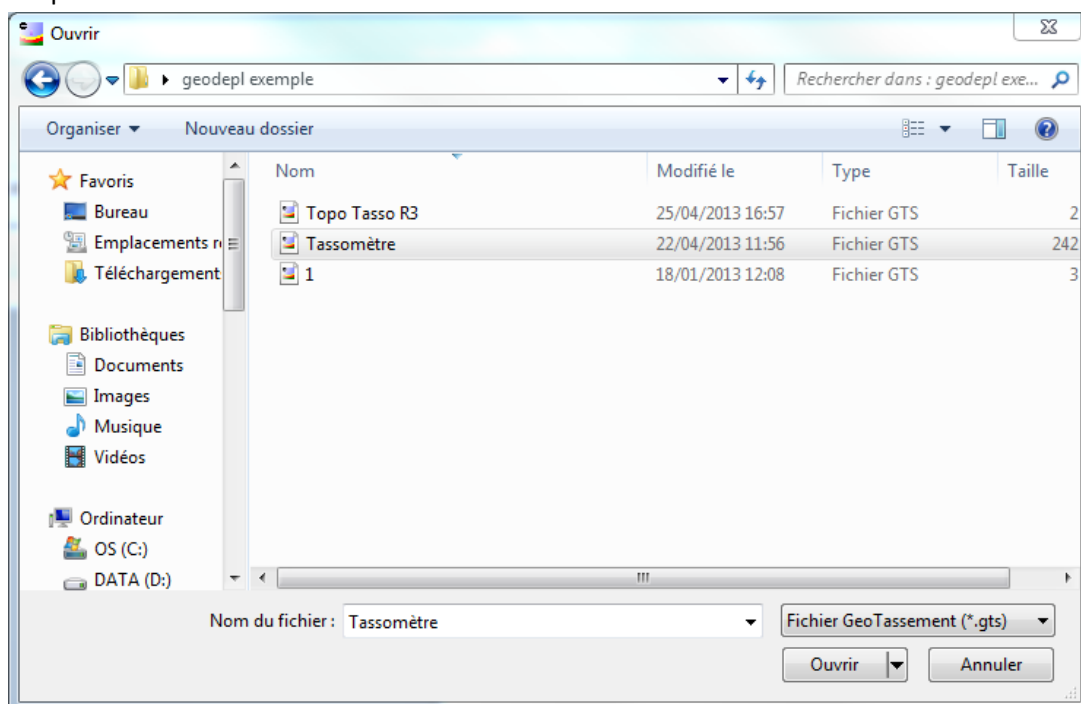 Ouvrir
geodepl exemple
Rechercher dans : geodepl exe...
Organiser Nouveau dossier
Nom Modifié le Type Taille
Favoris
Bureau
Emplacements r
Téléchargement
Topo Tasso R3 25/04/2013 16:57 Fichier GTS 2
Tassomètre 22/04/2013 11:56 Fichier GTS 242
1 18/01/2013 12:08 Fichier GTS 3
Bibliothèques
Documents
Images
Musique
Vidéos
Ordinateur
OS (C:)
DATA (D:)
Nom du fichier : Tassomètre Fichier GeoTassement (*.gts)
Ouvrir Annuler